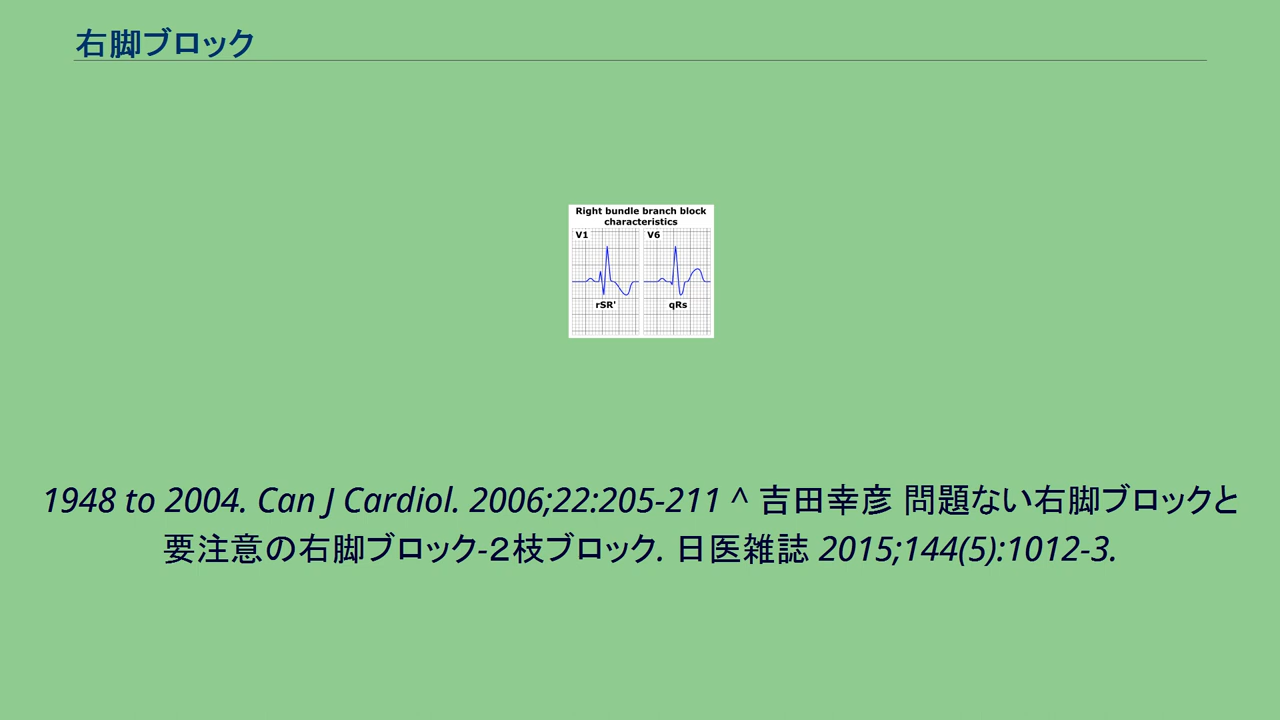 右脚ブロック
Right bundle branch block
characteristics
V1
V6
rSR'
qRs
1948 to 2004. Can J Cardiol. 2006;22:205-211 ^ 吉田幸彦 問題ない右脚ブロックと
要注意の右脚ブロック-２枝ブロック. 日医雑誌 2015;144(5):1012-3.